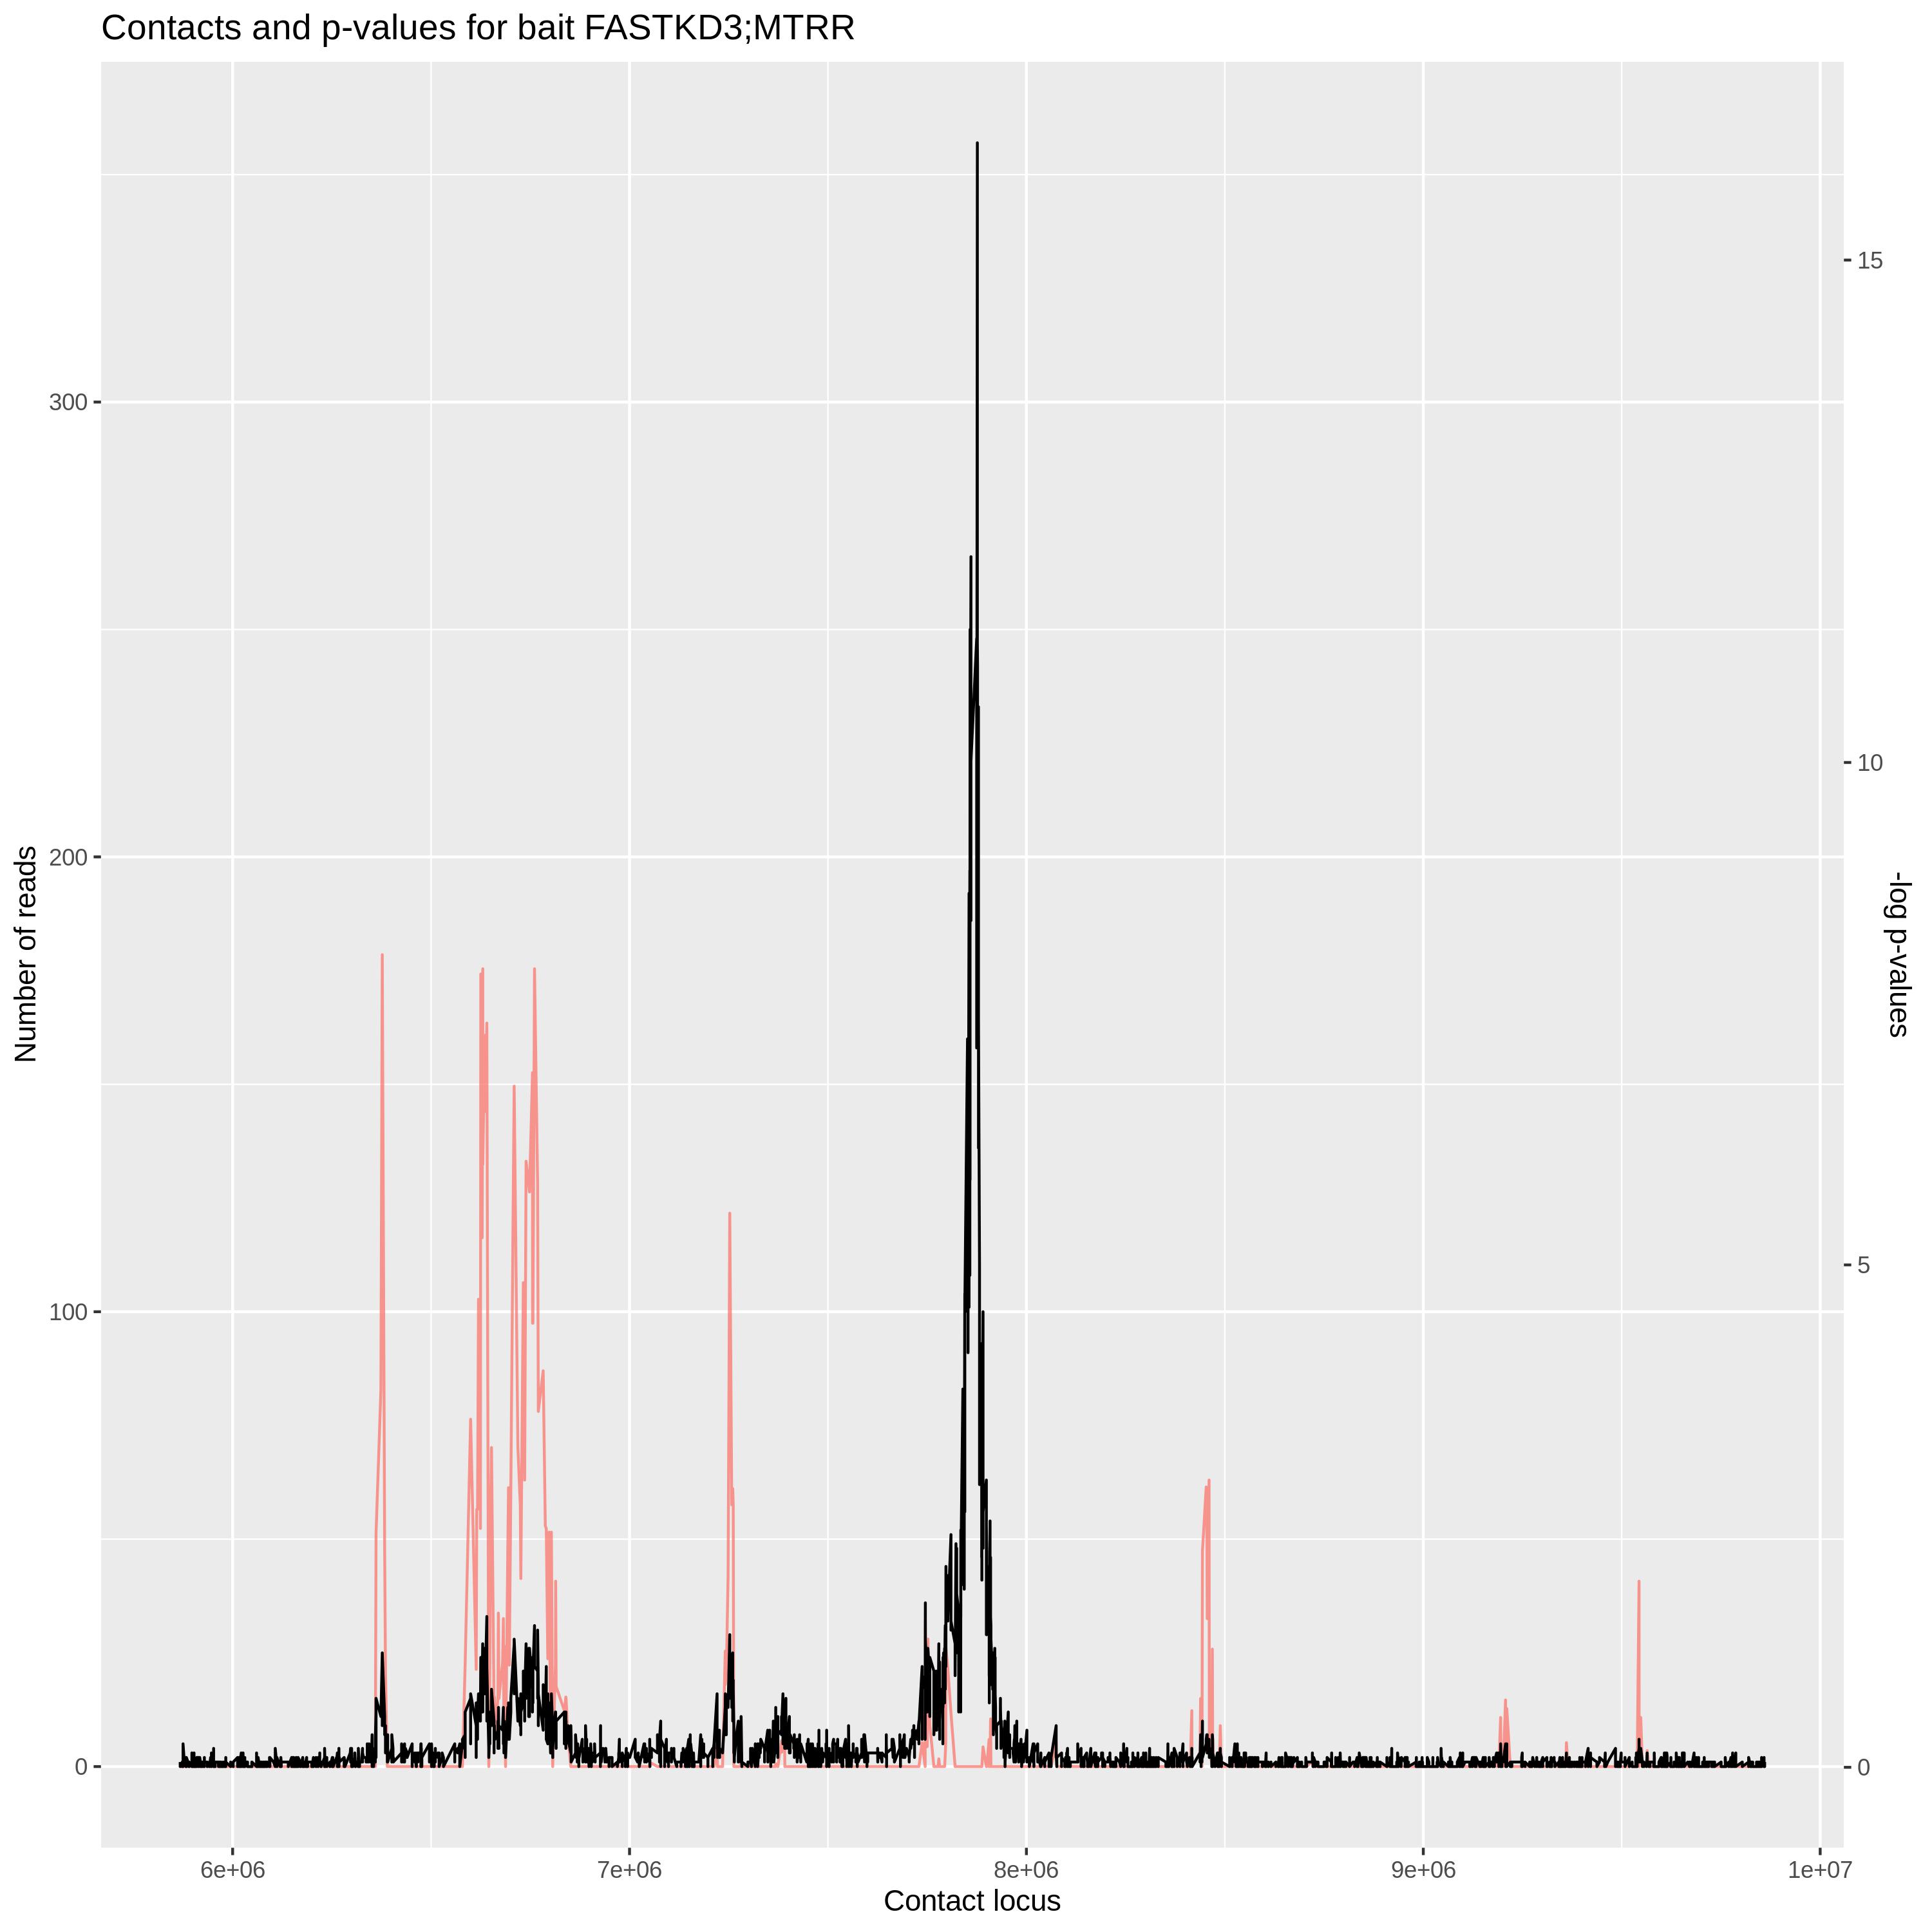 Contacts and p-values for bait FASTKD3;MTRR
300
200
100
0
Number of reads
15
10
5
0
-log p-values
6e+06
7e+06
8e+06
9e+06
1e+07
Contact locus